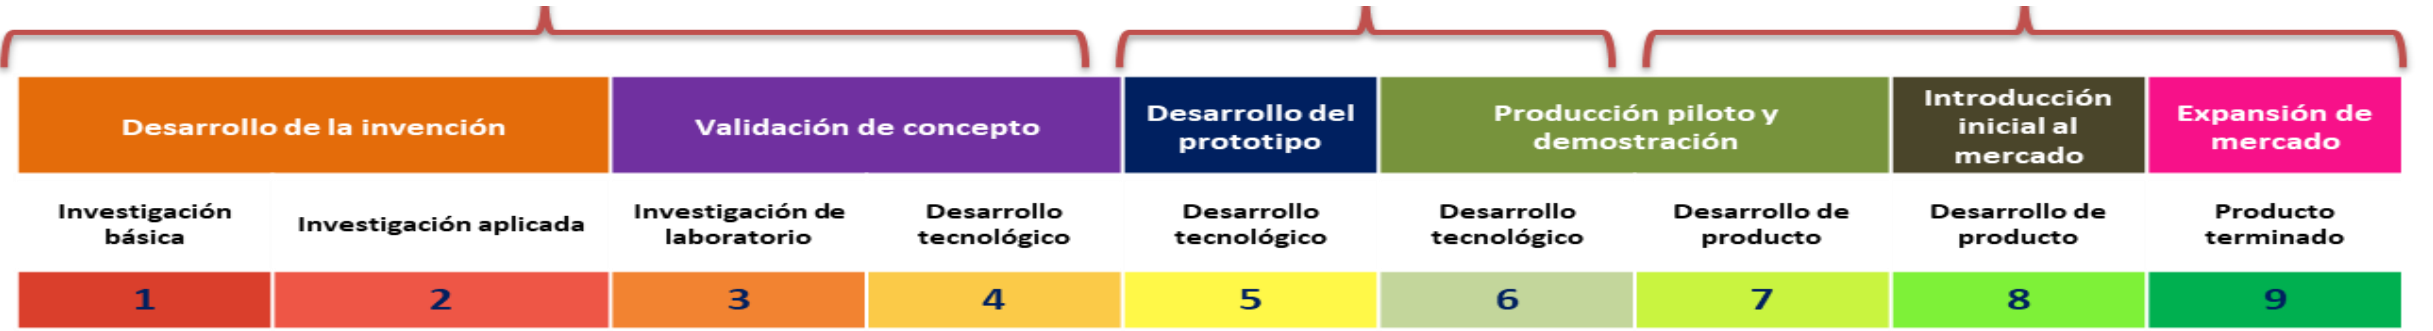 Desarrollo de la invención
Validación de concepto
Desarrollo del
prototipo
Producción piloto y
demostración
Introducción
inicial al
mercado
Expansión de
mercado
Investigación
básica
Investigación aplicada
Investigación de
laboratorio
Desarrollo
tecnológico
Desarrollo
tecnológico
Desarrollo
tecnológico
Desarrollo de
producto
Desarrollo de
producto
Producto
terminado
1
2
3
4
5
6
7
8
9